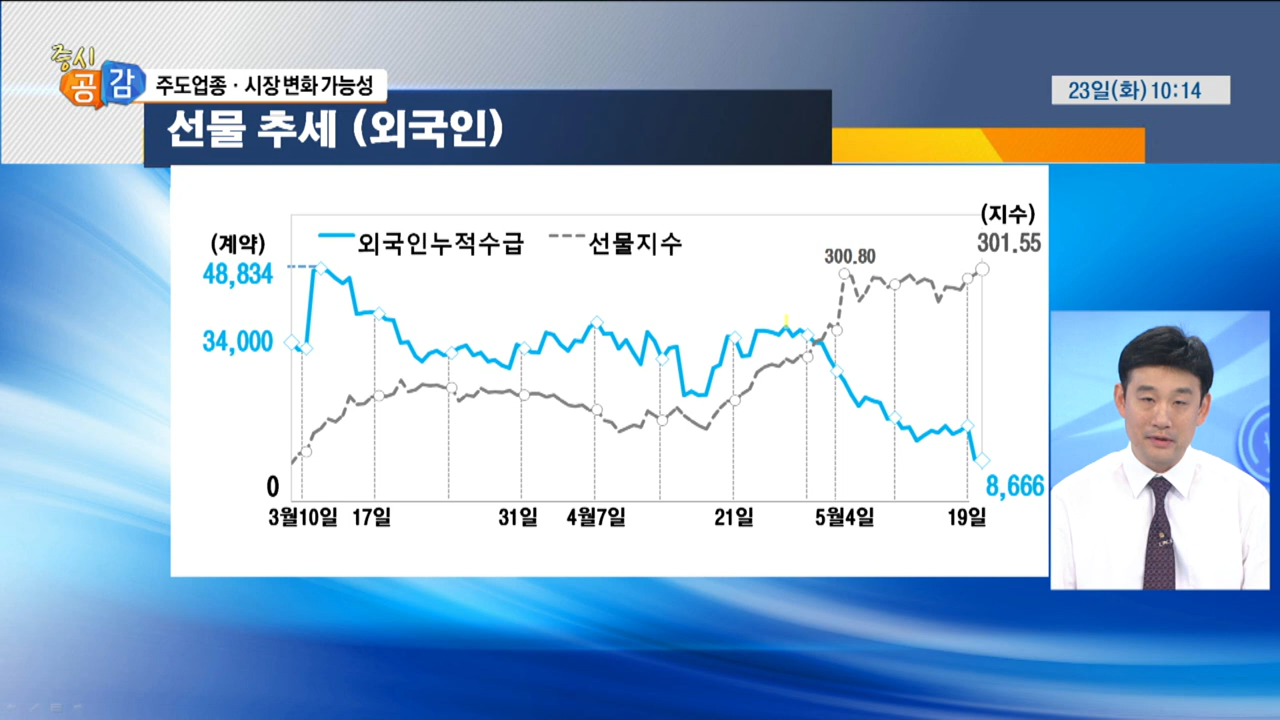 증시
공감
주도업종 · 시장 변화 가능성
23일(화) 10:14
선물 추세 (외국인)
(계약)
외국인누적수급
선물지수
(지수)
48,834
300.80
301.55
34,000
0
8,666
3월10일 17일 31일 4월7일 21일 5월4일 19일